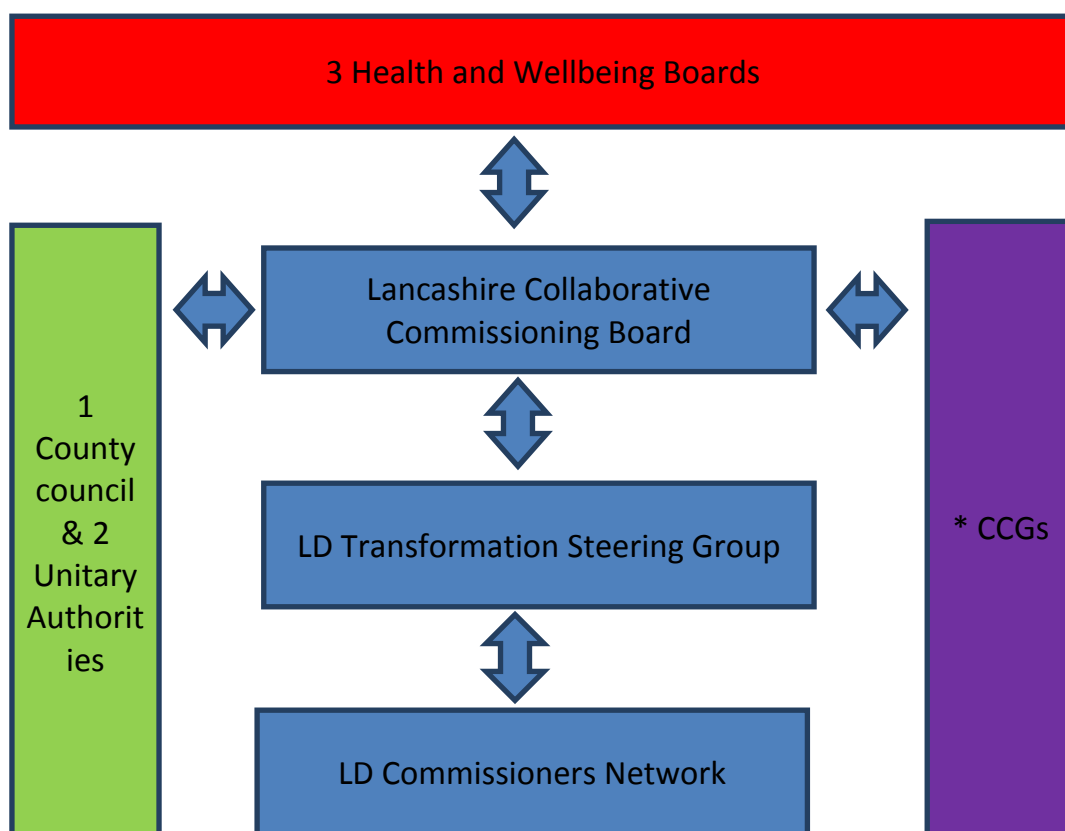 3 Health and Wellbeing Boards
Lancashire Collaborative
Commissioning Board
1
County
council
& 2
Unitary
Authorit
ies
LD Transformation Steering Group
* CCGs
LD Commissioners Network